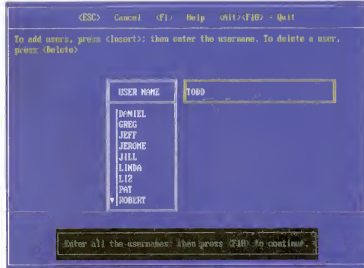 <ESC> Cancel <F1> Help <Alt><F10> - Quit
To add users, press <Insert>; then enter the username. To delete a user,
press <Delete>
USER NAME
TODD
DANIEL
GREG
JEFF
JEROME
JILL
LINDA
LIZ
PAT
ROBERT
Enter all the usernames; then press <F10> to continue.